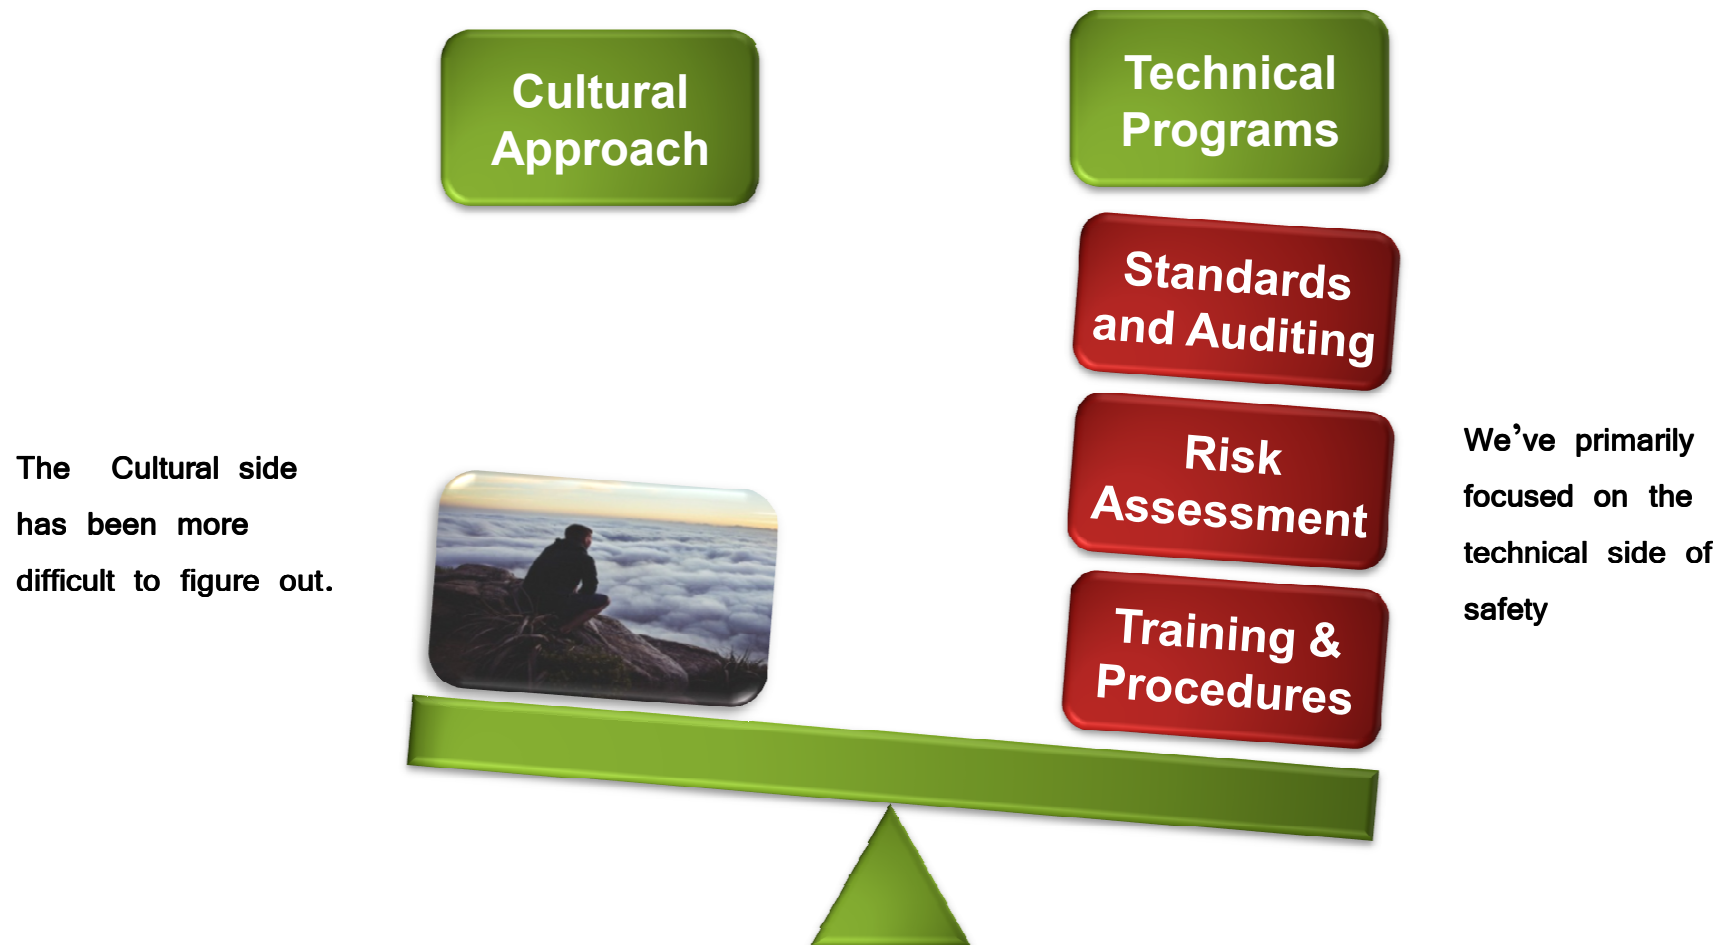 Cultural
Approach
Technical
Programs
Standards
and Auditing
Risk
Assessment
Training &
Procedures
The Cultural side
has been more
difficult to figure out.
We’ve primarily
focused on the
technical side of
safety